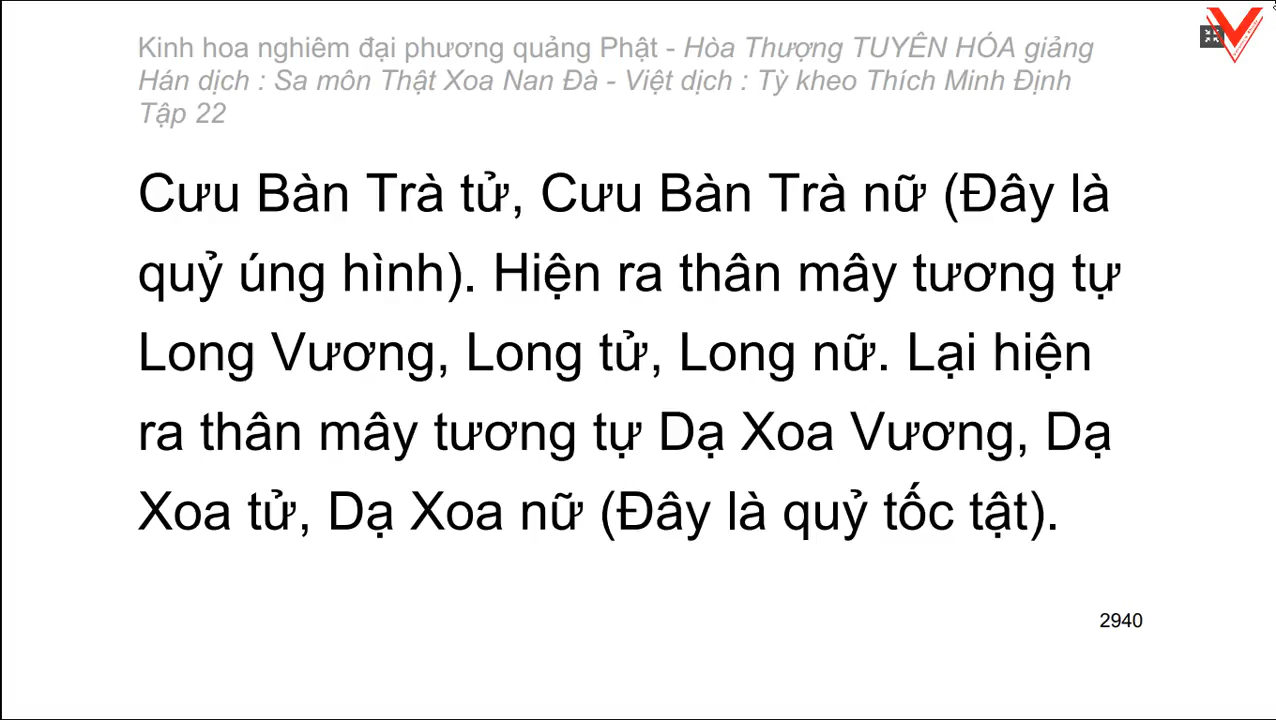 Kinh hoa nghiêm đại phương quảng Phật - Hòa Thượng TUYÊN HÓA giảng
Hán dịch : Sa môn Thật Xoa Nan Đà - Việt dịch : Tỳ kheo Thích Minh Định
Tập 22
Cưu Bàn Trà tử, Cưu Bàn Trà nữ (Đây là
quỷ úng hình). Hiện ra thân mây tương tự
Long Vương, Long tử, Long nữ. Lại hiện
ra thân mây tương tự Dạ Xoa Vương, Dạ
Xoa tử, Dạ Xoa nữ (Đây là quỷ tốc tật).
2940